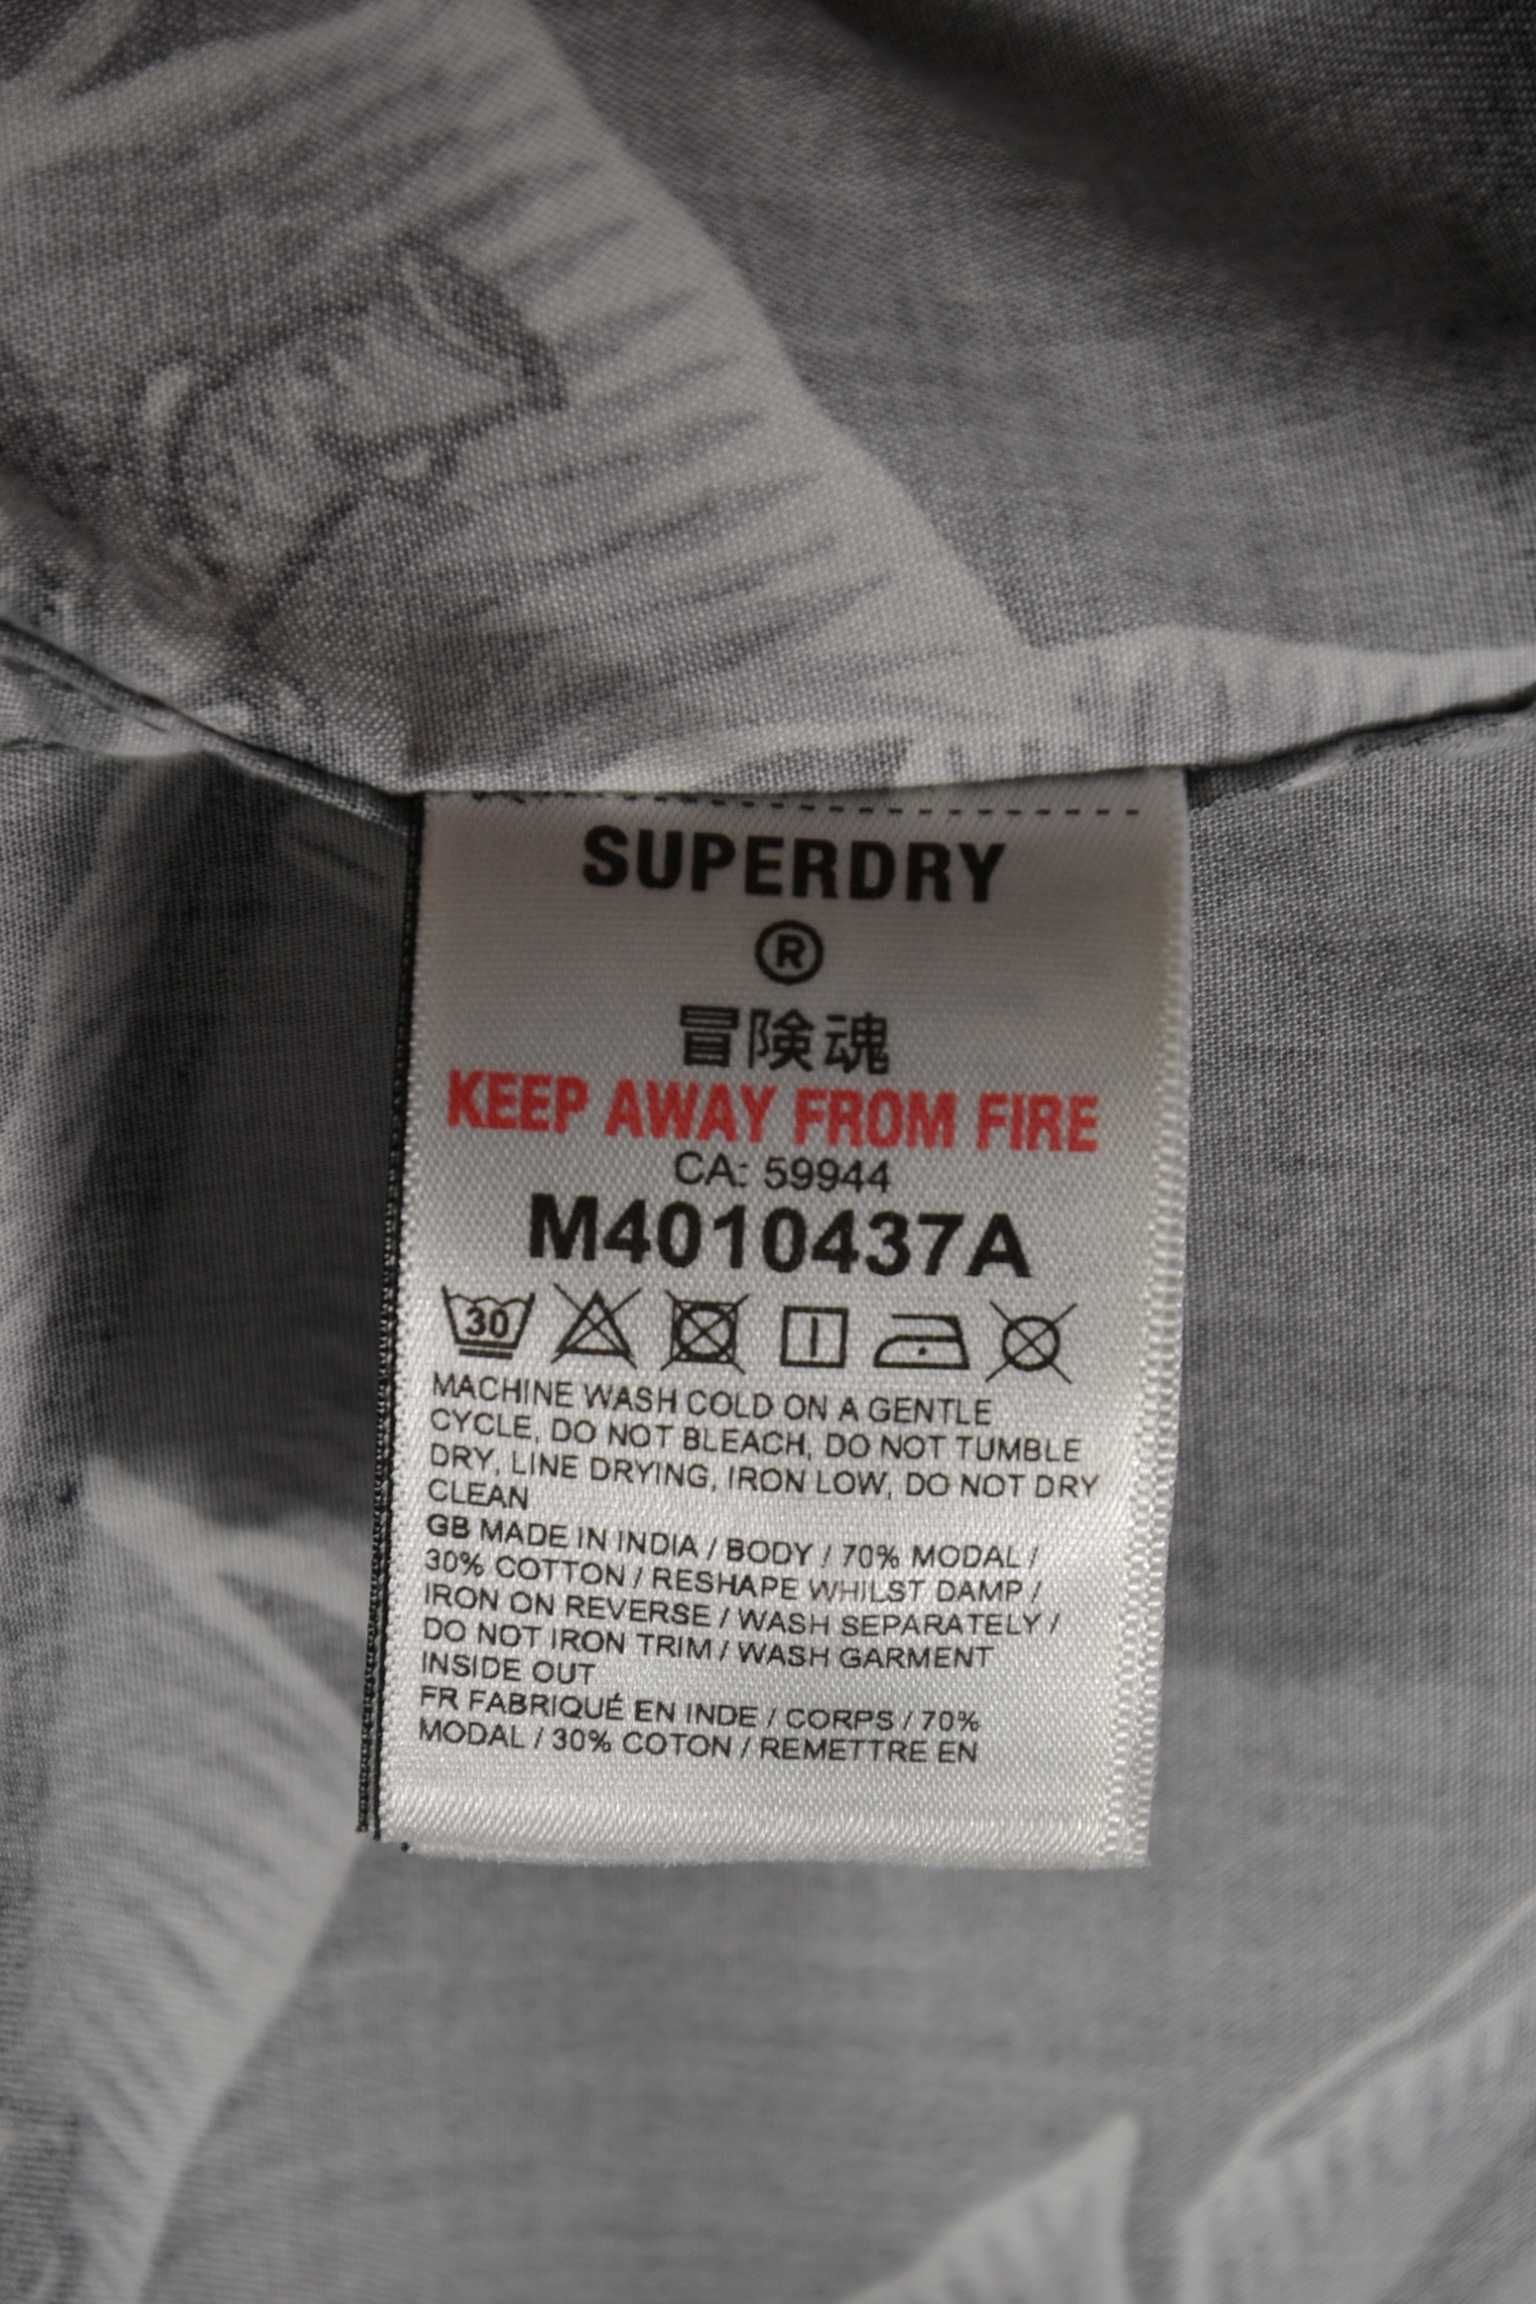 SUPERDRY
®
冒険魂
KEEP AWAY FROM FIRE
CA: 59944
M4010437A
30
MACHINE WASH COLD ON A GENTLE
CYCLE, DO NOT BLEACH, DO NOT TUMBLE
DRY, LINE DRYING, IRON LOW, DO NOT DRY
CLEAN
GB MADE IN INDIA / BODY / 70% MODAL /
30% COTTON / RESHAPE WHILST DAMP /
IRON ON REVERSE / WASH SEPARATELY /
DO NOT IRON TRIM / WASH GARMENT
INSIDE OUT
FR FABRIQUÉ EN INDE / CORPS / 70%
MODAL / 30% COTON / REMETTRE EN